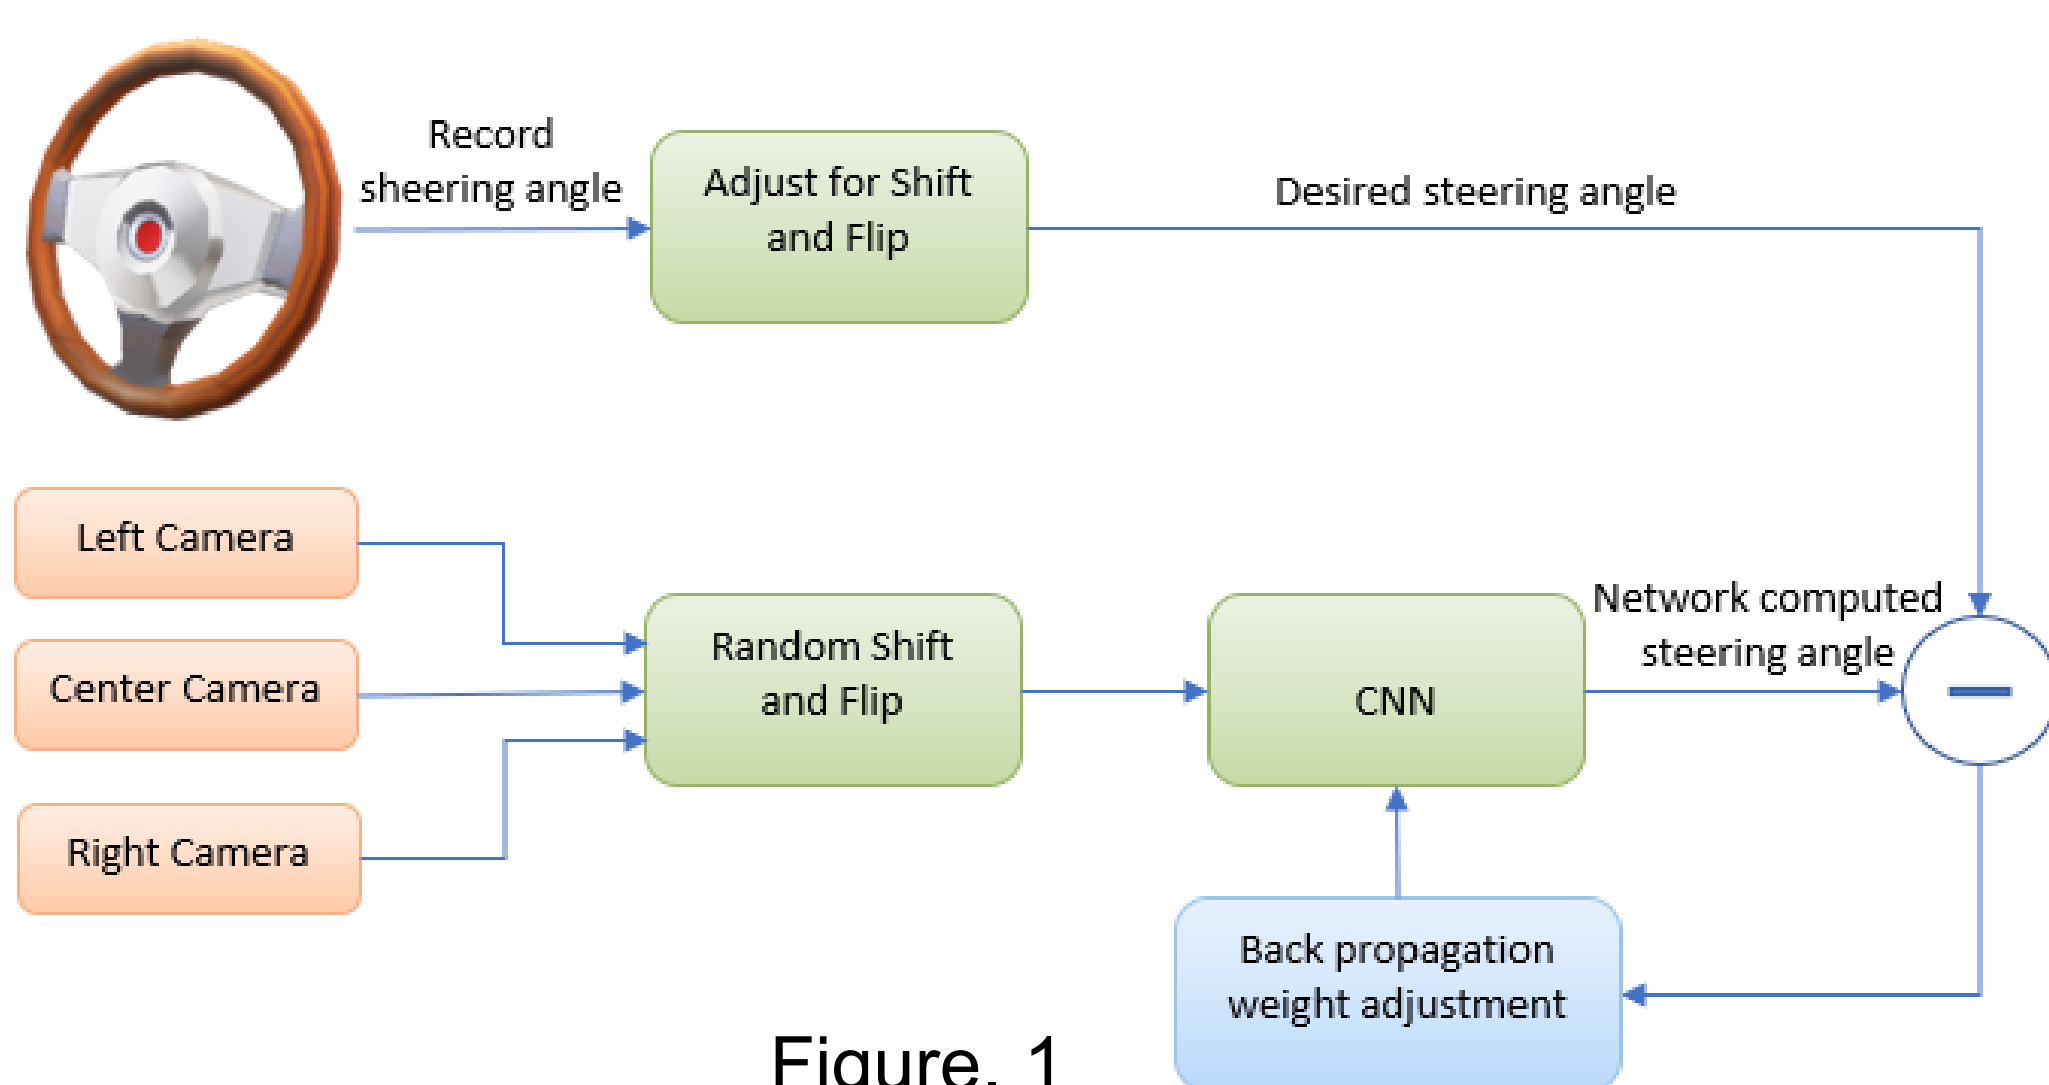 Record
sheering angle
Adjust for Shift
and Flip
Desired steering angle
Left Camera
Center Camera
Right Camera
Random Shift
and Flip
CNN
Network computed
steering angle
Back propagation
weight adjustment
Figure. 1